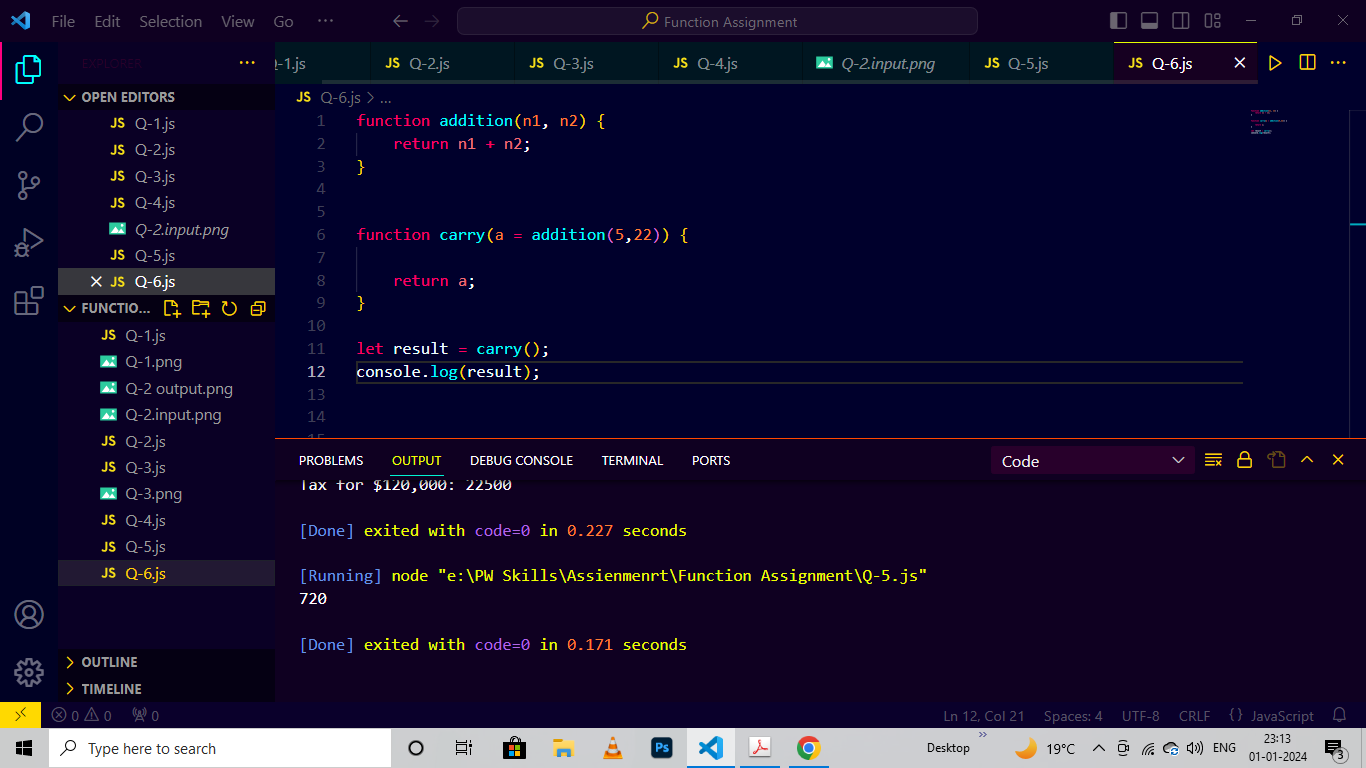 File Edit Selection View Go ··· Function Assignment
EXPLORER
Q-1.js JS Q-2.js JS Q-3.js JS Q-4.js Q-2.input.png JS Q-5.js JS Q-6.js
OPEN EDITORS
JS Q-1.js
JS Q-2.js
JS Q-3.js
JS Q-4.js
Q-2.input.png
JS Q-5.js
JS Q-6.js
FUNCTIO...
JS Q-1.js
Q-1.png
Q-2 output.png
Q-2.input.png
JS Q-2.js
JS Q-3.js
Q-3.png
JS Q-4.js
JS Q-5.js
JS Q-6.js
OUTLINE
TIMELINE
JS Q-6.js > ...
1 function addition(n1, n2) {
2 return n1 + n2;
3 }
4
5
6 function carry(a = addition(5,22)) {
7
8 return a;
9 }
10
11 let result = carry();
12 console.log(result);
13
14
15
PROBLEMS OUTPUT DEBUG CONSOLE TERMINAL PORTS Code
Tax for $120,000: 22500
[Done] exited with code=0 in 0.227 seconds
[Running] node "e:\PW Skills\Assienmenrt\Function Assignment\Q-5.js"
720
[Done] exited with code=0 in 0.171 seconds
0 0 0 Ln 12, Col 21 Spaces: 4 UTF-8 CRLF {} JavaScript
Type here to search Ps Desktop 19°C ENG 23:13
01-01-2024 3